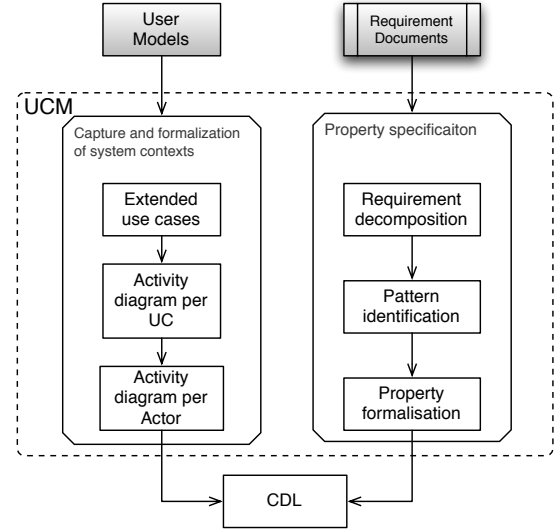 User
Models
Requirement
Documents
UCM
Capture and formalization
of system contexts
Extended
use cases
Activity
diagram per
UC
Activity
diagram per
Actor
Property specificaiton
Requirement
decomposition
Pattern
identification
Property
formalisation
CDL